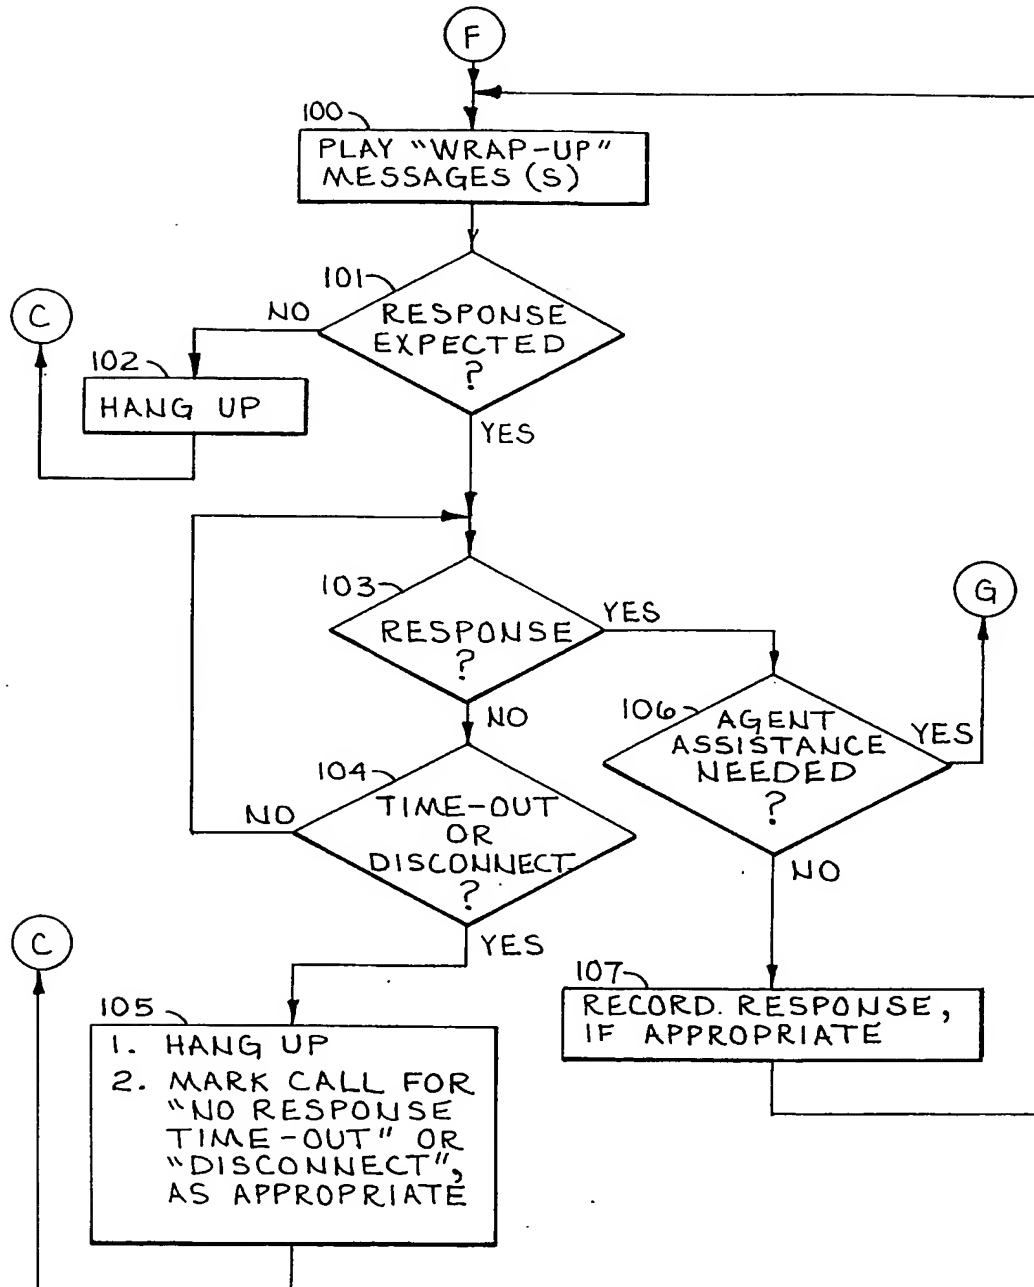 F
100
PLAY "WRAP-UP"
MESSAGES (S)
101
RESPONSE
EXPECTED
?
NO
C
102
HANG UP
YES
103
RESPONSE
?
YES
G
NO
106
AGENT
ASSISTANCE
NEEDED
?
YES
104
TIME-OUT
OR
DISCONNECT
?
NO
NO
YES
C
107
RECORD. RESPONSE,
IF APPROPRIATE
105
1. HANG UP
2. MARK CALL FOR
"NO RESPONSE
TIME-OUT" OR
"DISCONNECT",
AS APPROPRIATE